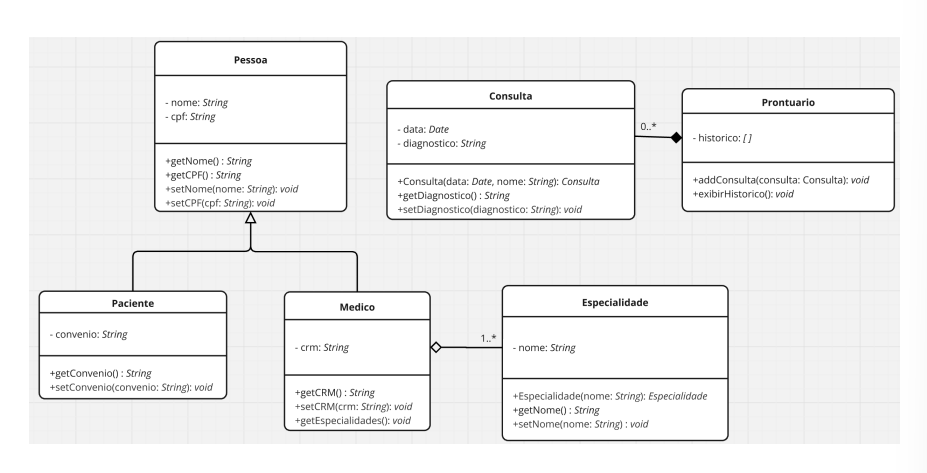 Pessoa
- nome: String
- cpf: String
+getNome() : String
+getCPF() : String
+setNome(nome: String): void
+setCPF(cpf: String): void
Consulta
- data: Date
- diagnostico: String
+Consulta(data: Date, nome: String): Consulta
+getDiagnostico() : String
+setDiagnostico(diagnostico: String): void
0..*
Prontuario
- historico: [ ]
+addConsulta(consulta: Consulta): void
+exibirHistorico(): void
Paciente
- convenio: String
+getConvenio() : String
+setConvenio(convenio: String): void
Medico
- crm: String
+getCRM() : String
+setCRM(crm: String): void
+getEspecialidades(): void
1..*
Especialidade
- nome: String
+Especialidade(nome: String): Especialidade
+getNome() : String
+setNome(nome: String) : void